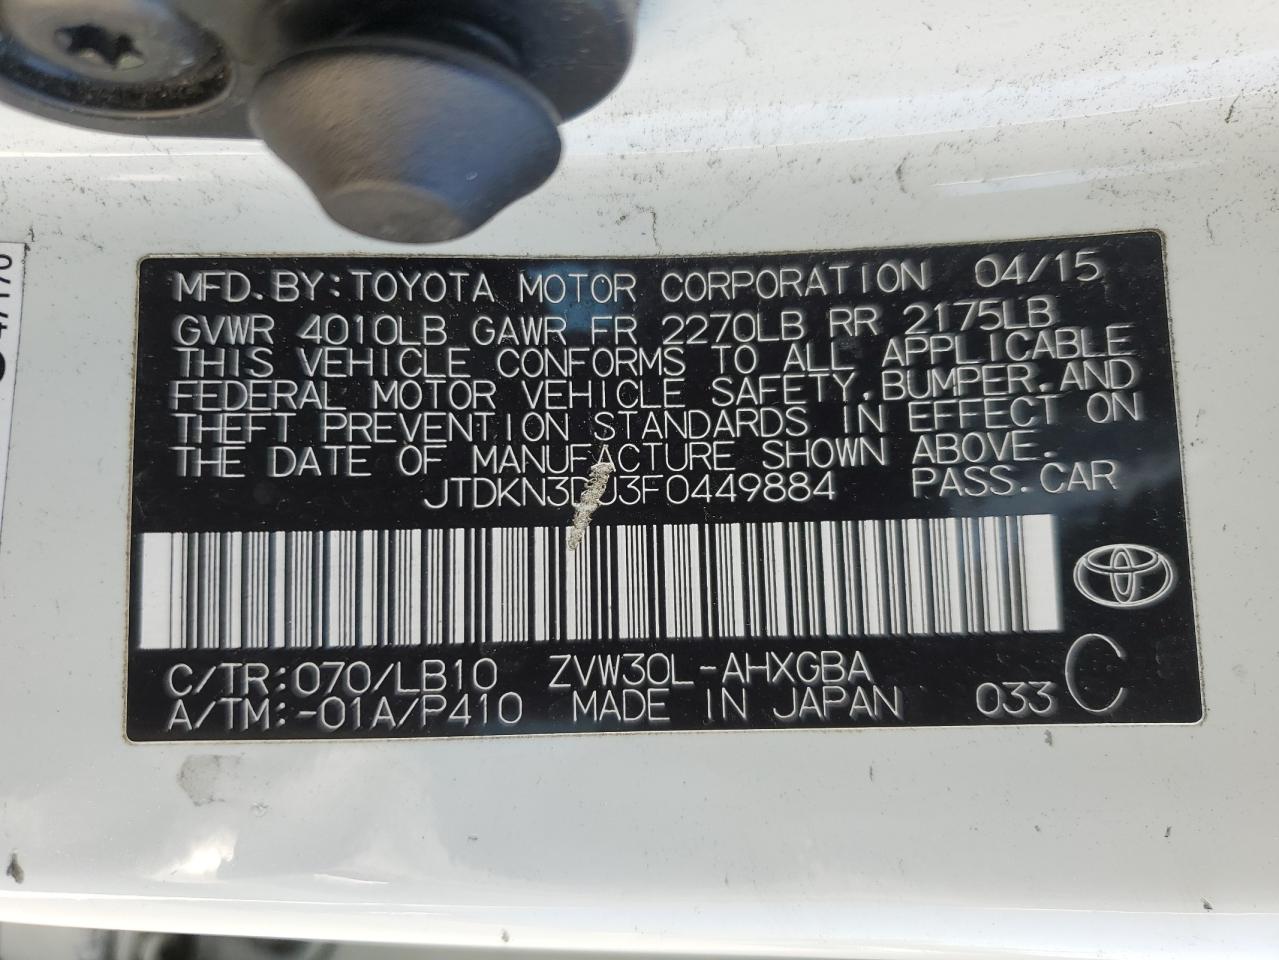 MFD.BY:TOYOTA MOTOR CORPORATION 04/15
GVWR 4010LB GAWR FR 2270LB RR 2175LB
THIS VEHICLE CONFORMS TO ALL APPLICABLE
FEDERAL MOTOR VEHICLE SAFETY,BUMPER,AND
THEFT PREVENTION STANDARDS IN EFFECT ON
THE DATE OF MANUFACTURE SHOWN ABOVE.
JTDKN3DU3F0449884 PASS.CAR
C/TR:070/LB10 ZVW30L-AHXGBA
A/TM:-01A/P410 MADE IN JAPAN 033 C